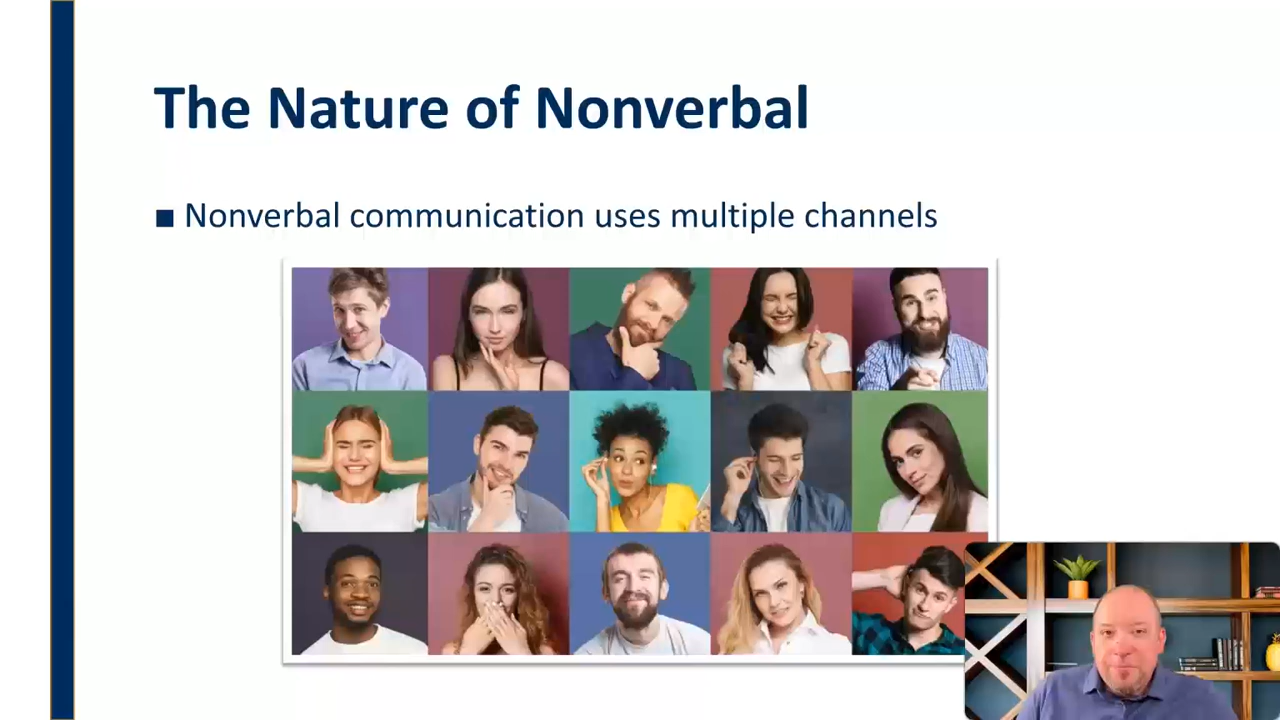 The Nature of Nonverbal
■ Nonverbal communication uses multiple channels